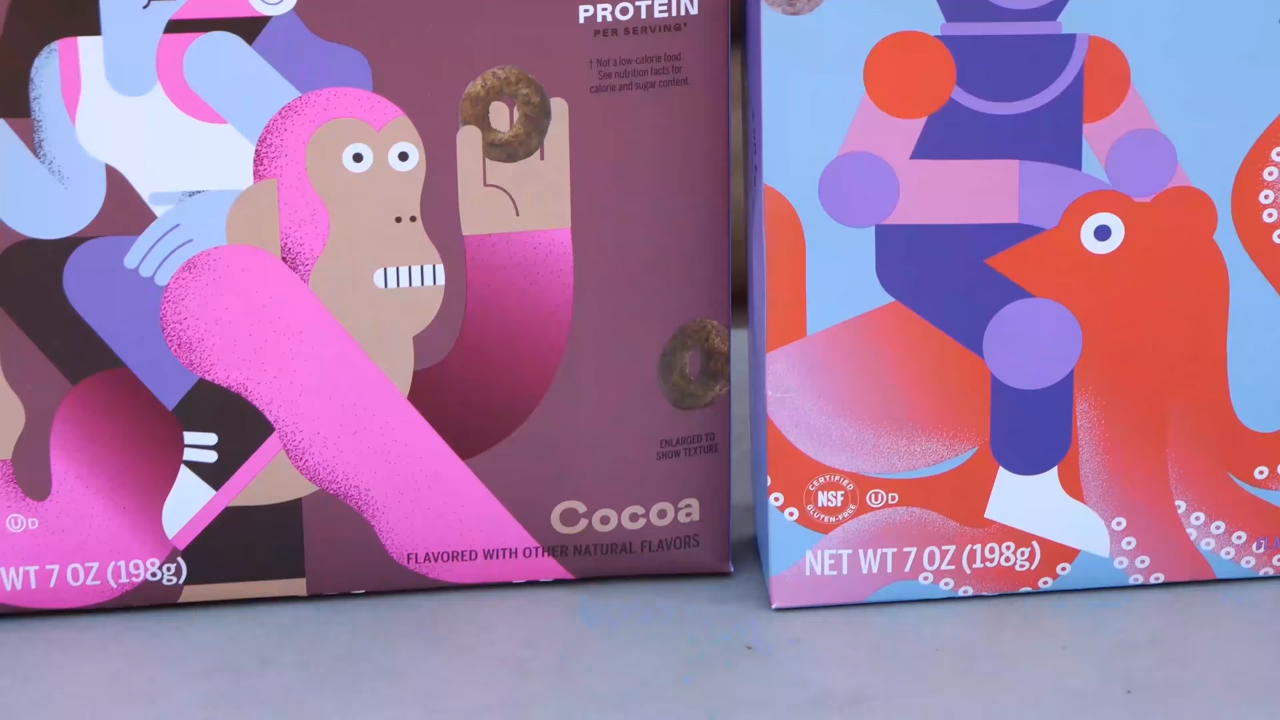 PROTEIN
PER SERVING*
† Not a low-calorie food.
See nutrition facts for
calorie and sugar content.
ENLARGED TO
SHOW TEXTURE
Cocoa
FLAVORED WITH OTHER NATURAL FLAVORS
U D
WT 7 OZ (198g)
CERTIFIED
NSF
GLUTEN-FREE
U D
NET WT 7 OZ (198g)